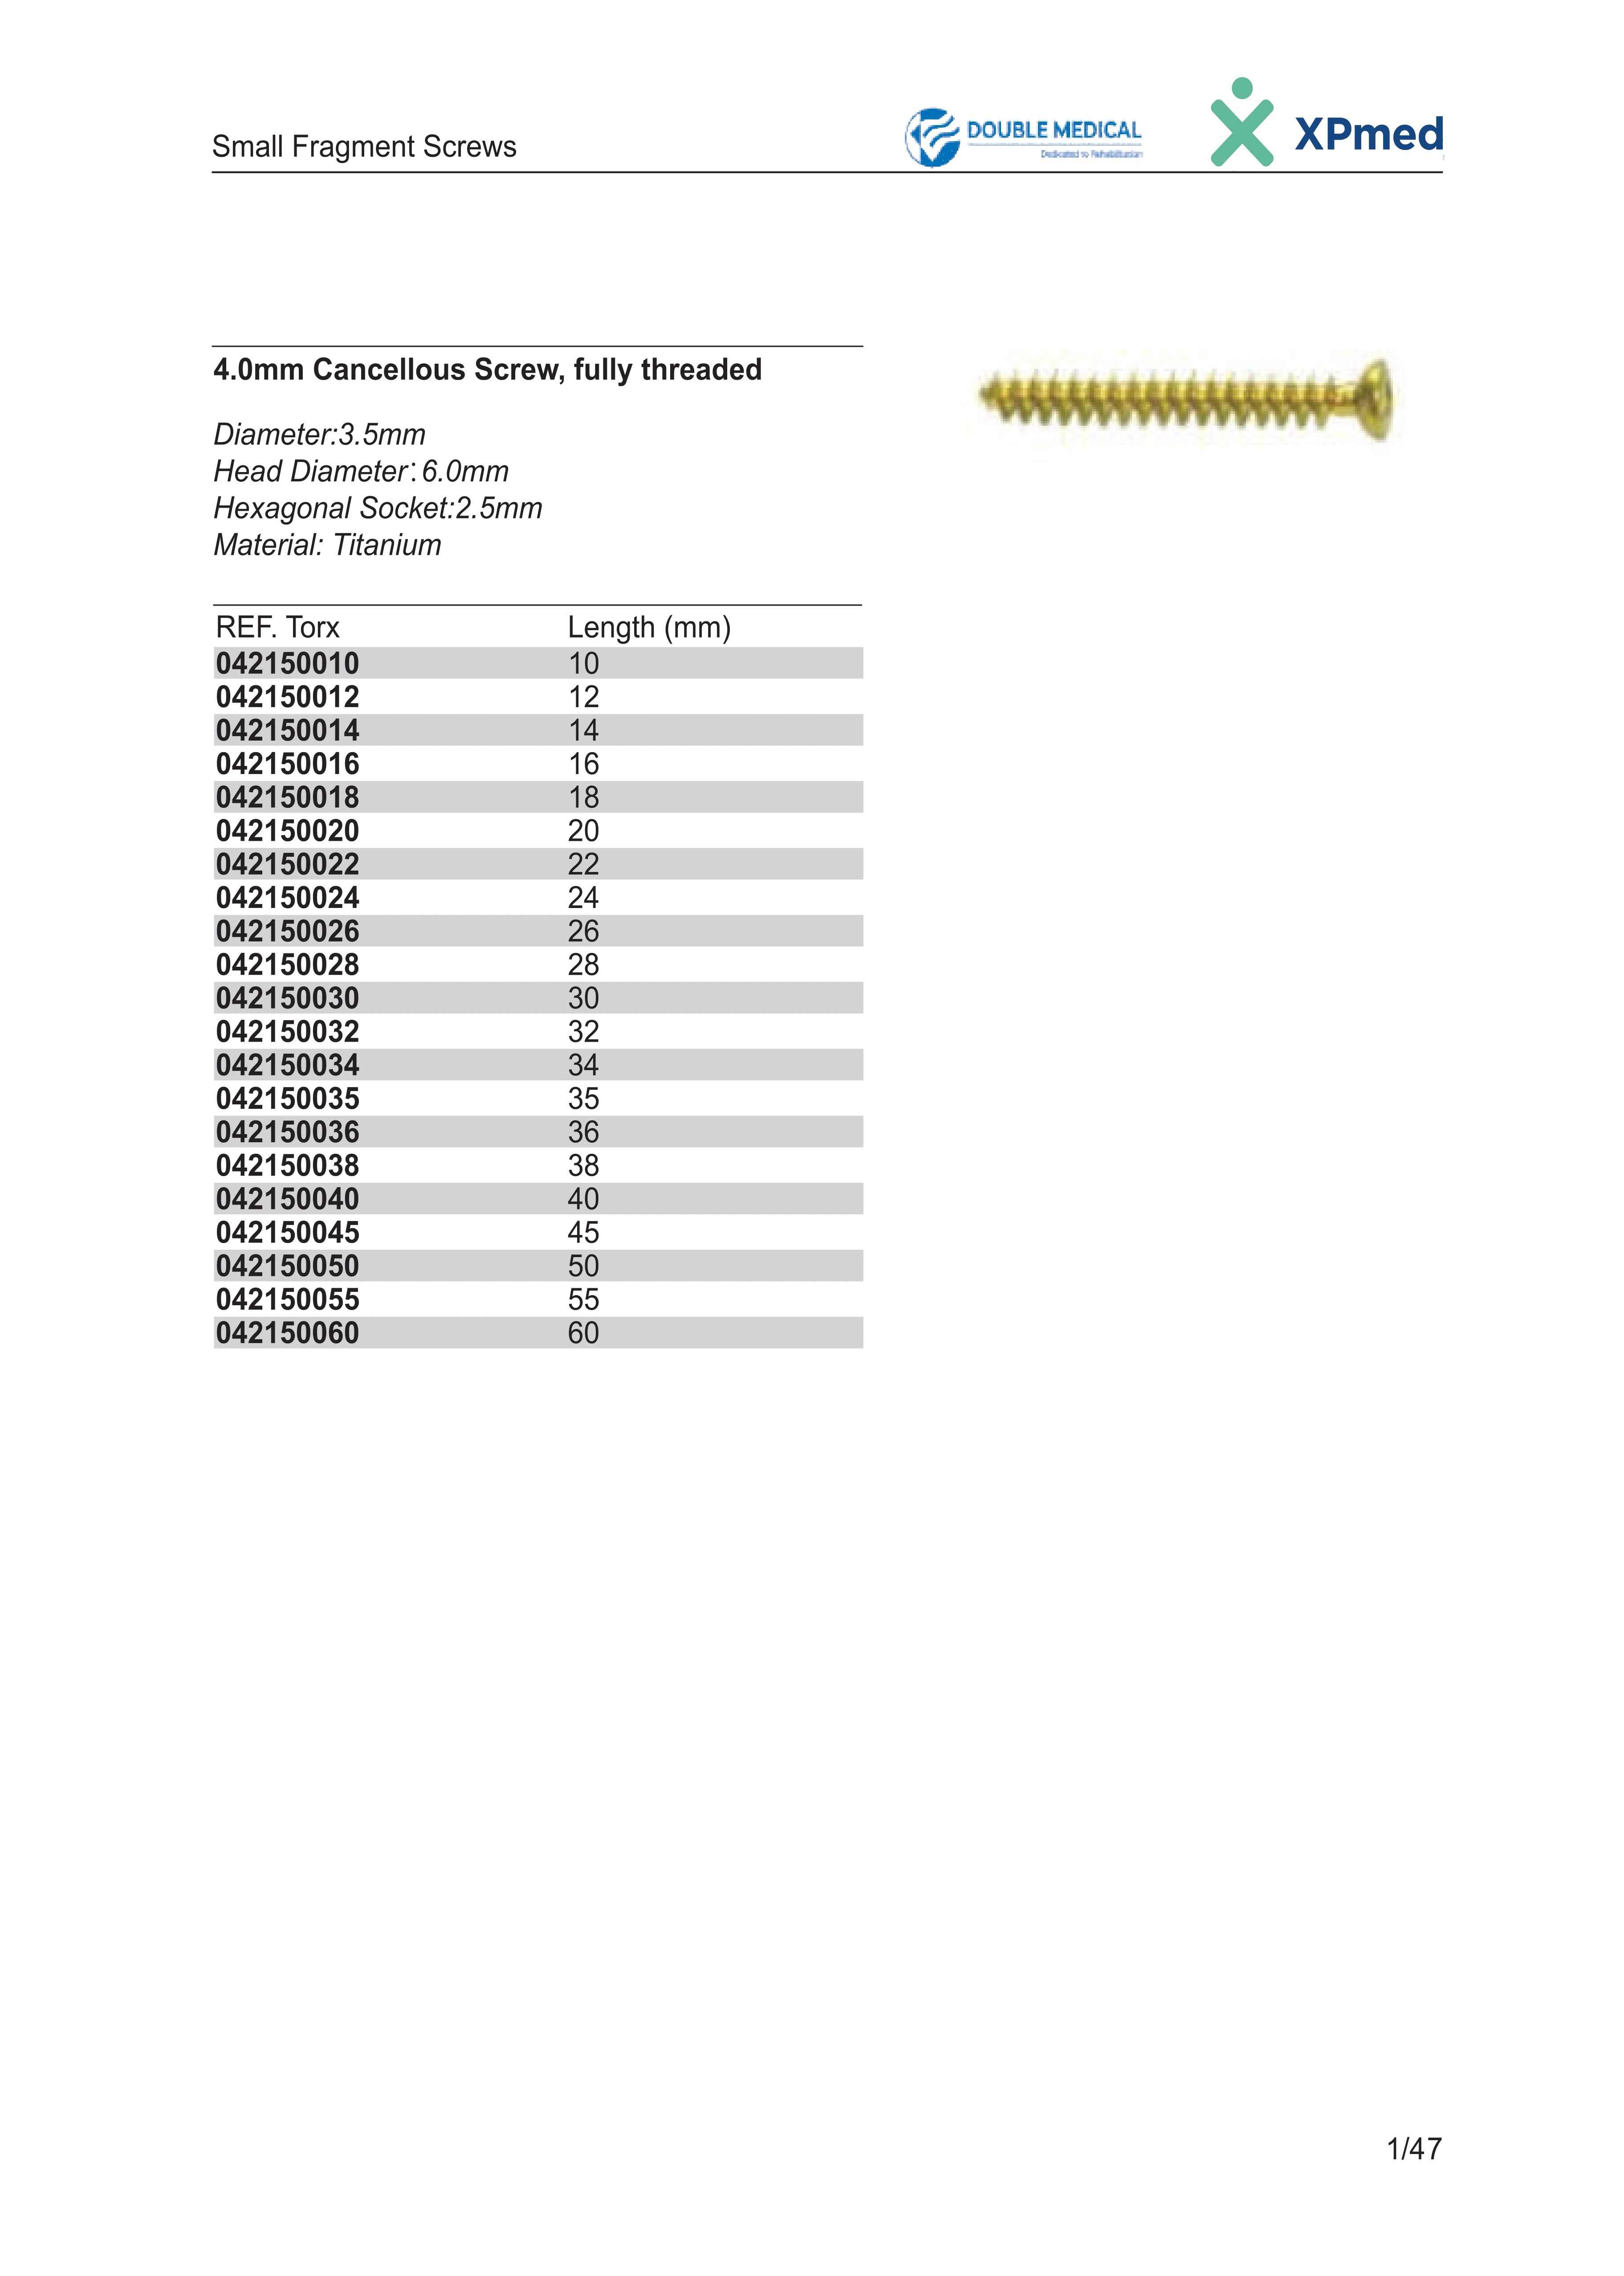 Small Fragment Screws
DOUBLE MEDICAL
Dedicated to Rehabilitation
XPmed
4.0mm Cancellous Screw, fully threaded
Diameter:3.5mm
Head Diameter:6.0mm
Hexagonal Socket:2.5mm
Material: Titanium
REF. Torx Length (mm)
042150010 10
042150012 12
042150014 14
042150016 16
042150018 18
042150020 20
042150022 22
042150024 24
042150026 26
042150028 28
042150030 30
042150032 32
042150034 34
042150035 35
042150036 36
042150038 38
042150040 40
042150045 45
042150050 50
042150055 55
042150060 60
1/47